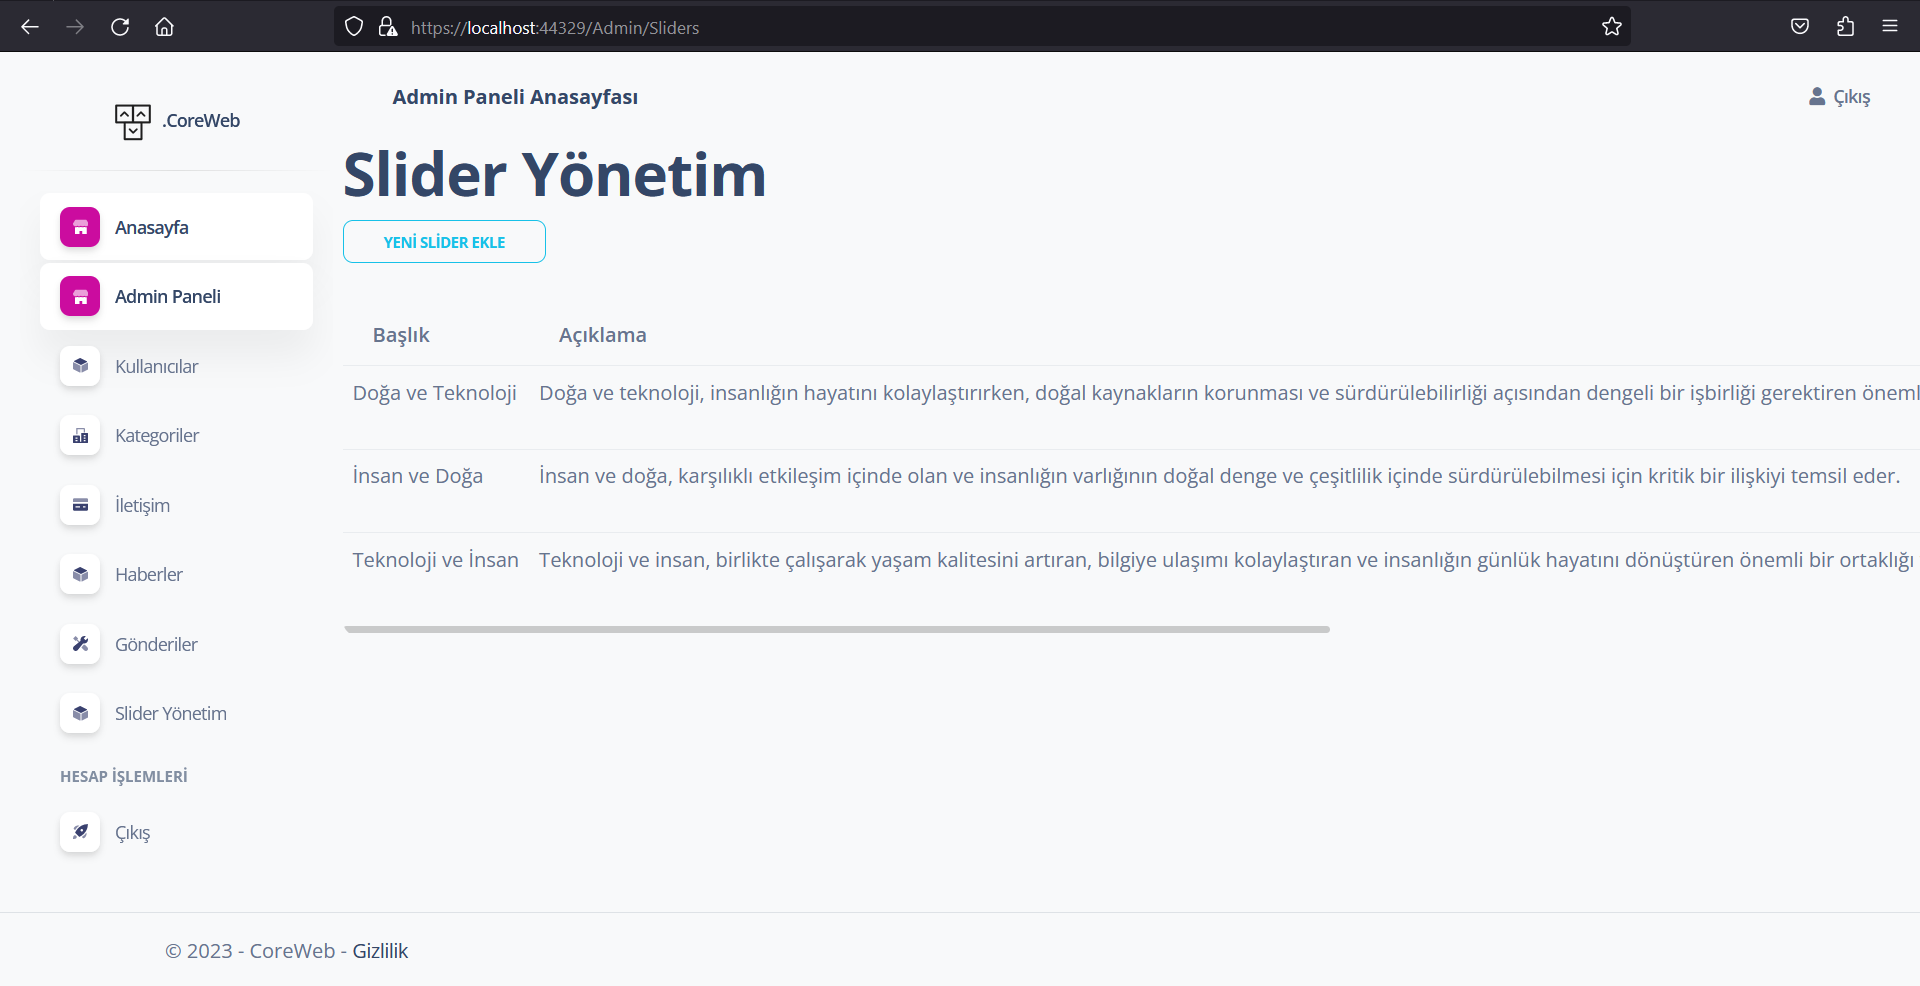 https://localhost:44329/Admin/Sliders
.CoreWeb
Admin Paneli Anasayfası
Çıkış
Anasayfa
Admin Paneli
Kullanıcılar
Kategoriler
İletişim
Haberler
Gönderiler
Slider Yönetim
HESAP İŞLEMLERİ
Çıkış
Slider Yönetim
YENİ SLİDER EKLE
Başlık Açıklama
Doğa ve Teknoloji Doğa ve teknoloji, insanlığın hayatını kolaylaştırırken, doğal kaynakların korunması ve sürdürülebilirliği açısından dengeli bir işbirliği gerektiren öneml
İnsan ve Doğa İnsan ve doğa, karşılıklı etkileşim içinde olan ve insanlığın varlığının doğal denge ve çeşitlilik içinde sürdürülebilmesi için kritik bir ilişkiyi temsil eder.
Teknoloji ve İnsan Teknoloji ve insan, birlikte çalışarak yaşam kalitesini artıran, bilgiye ulaşımı kolaylaştıran ve insanlığın günlük hayatını dönüştüren önemli bir ortaklığı
© 2023 - CoreWeb - Gizlilik